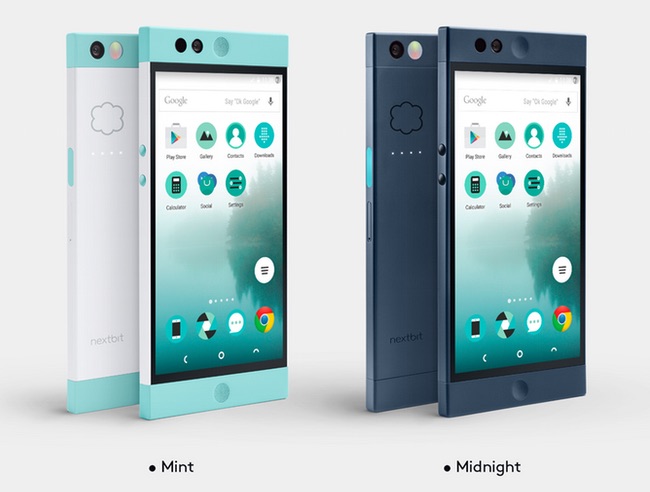 Google Say "Ok Google"
Play Store Gallery Contacts Downloads
Calculator Social Settings
nextbit
Google Say "Ok Google"
Play Store Gallery Contacts Downloads
Calculator Social Settings
nextbit
• Mint
• Midnight